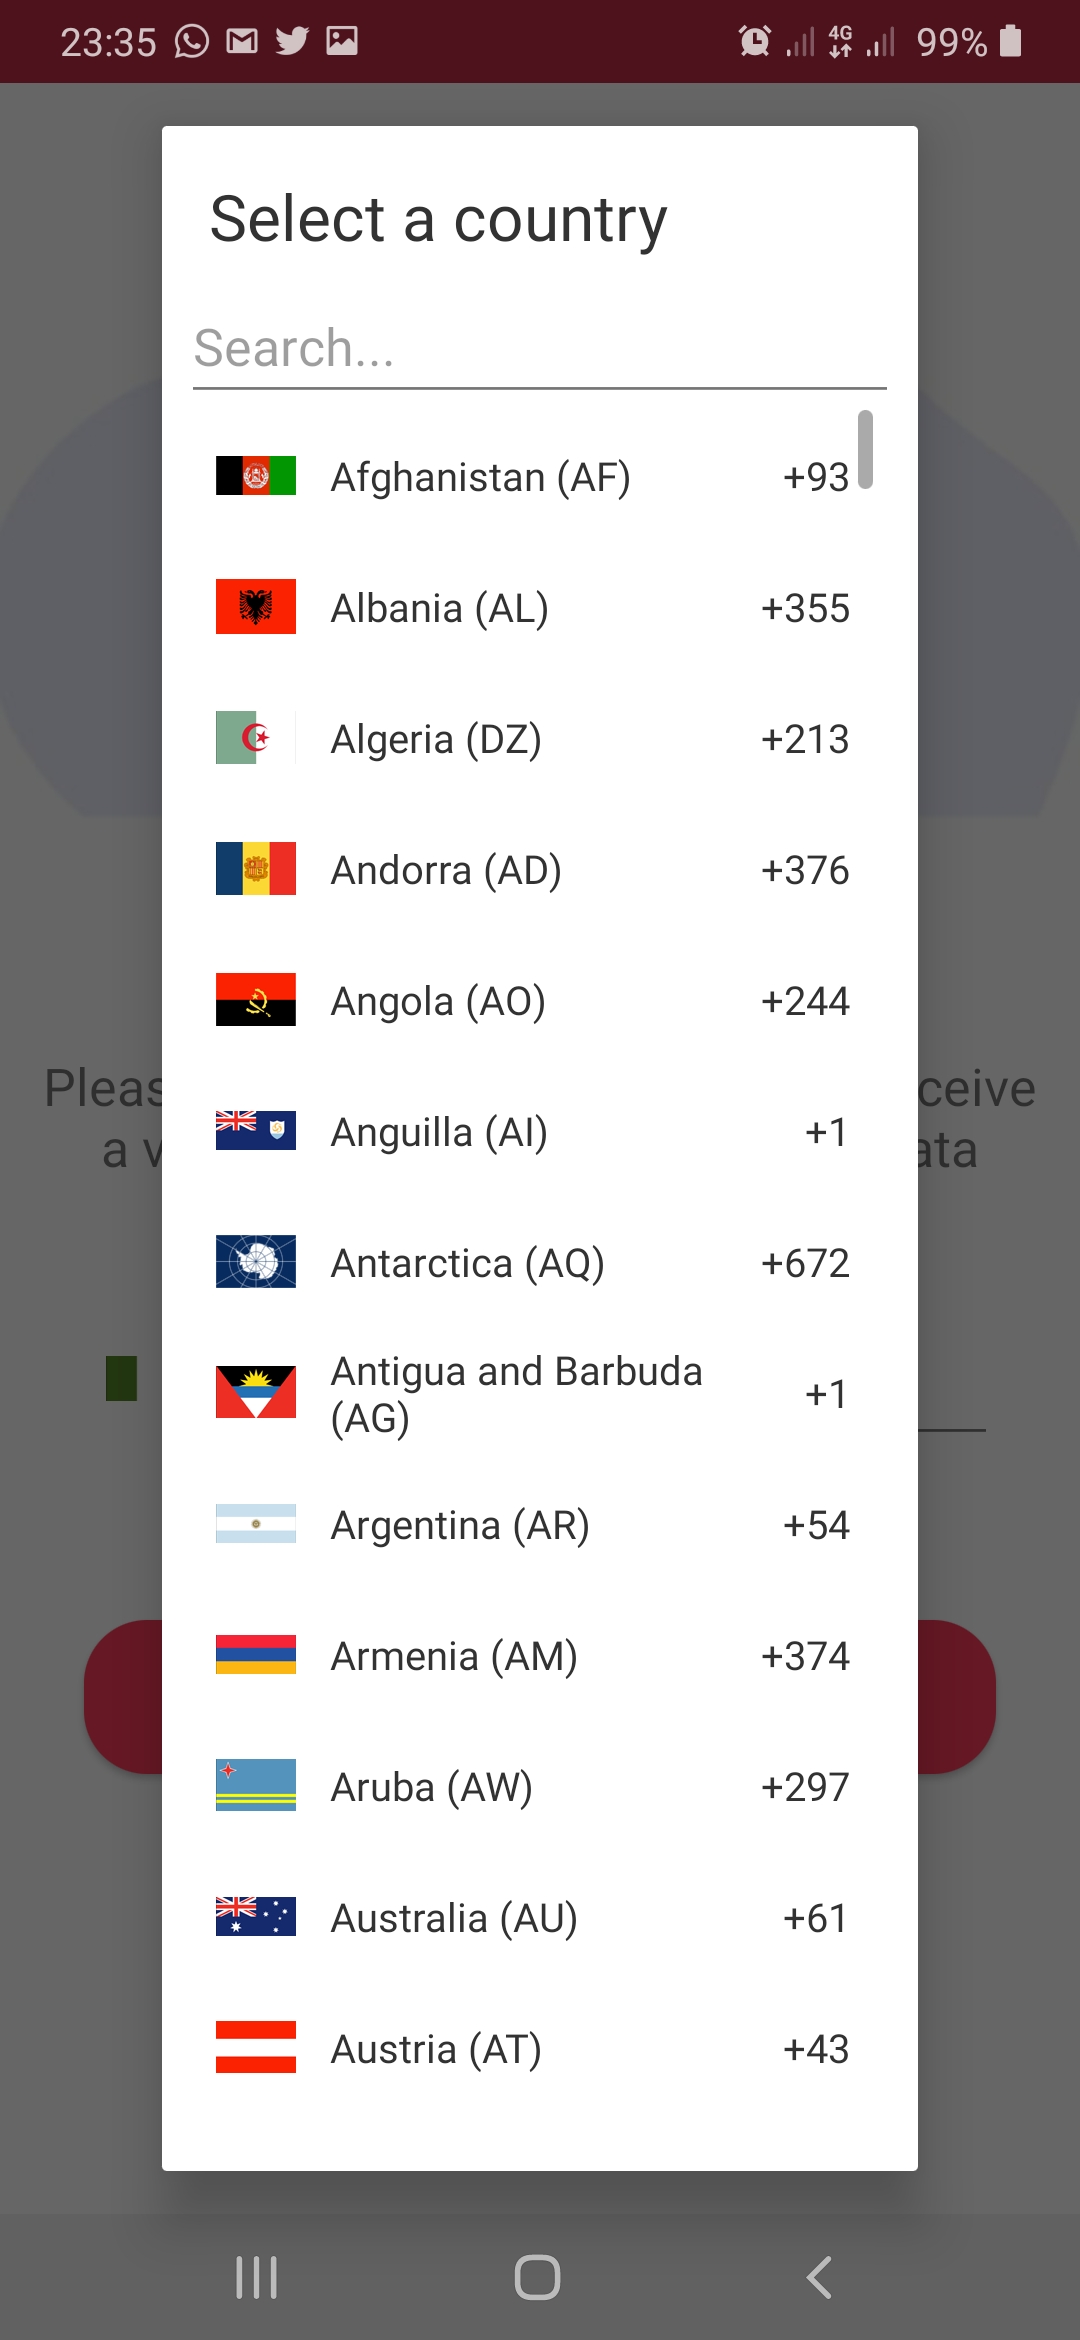 23:35 4G 99%
Select a country
Search...
Afghanistan (AF) +93
Albania (AL) +355
Algeria (DZ) +213
Andorra (AD) +376
Angola (AO) +244
Pleas ceive
a v ata
Anguilla (AI) +1
Antarctica (AQ) +672
Antigua and Barbuda
(AG) +1
Argentina (AR) +54
Armenia (AM) +374
Aruba (AW) +297
Australia (AU) +61
Austria (AT) +43